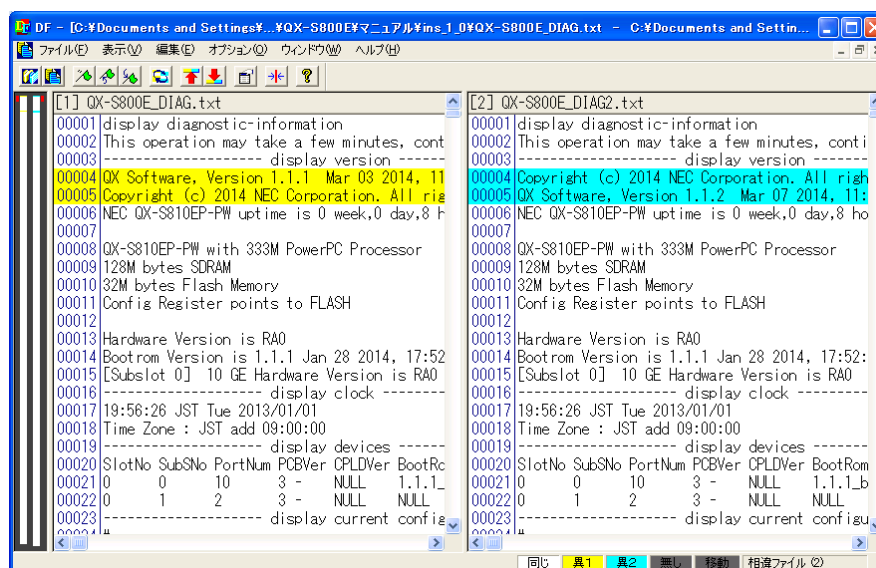 DF - [C:¥Documents and Settings¥...¥QX-S800E¥マニュアル¥ins_1_0¥QX-S800E_DIAG.txt - C:¥Documents and Settin...
ファイル(F) 表示(V) 編集(E) オプション(O) ウィンドウ(W) ヘルプ(H)
[1] QX-S800E_DIAG.txt
00001 display diagnostic-information
00002 This operation may take a few minutes, cont
00003 ------------------- display version ------
00004 QX Software, Version 1.1.1 Mar 03 2014, 11
00005 Copyright (c) 2014 NEC Corporation. All rig
00006 NEC QX-S810EP-PW uptime is 0 week,0 day,8 h
00007
00008 QX-S810EP-PW with 333M PowerPC Processor
00009 128M bytes SDRAM
00010 32M bytes Flash Memory
00011 Config Register points to FLASH
00012
00013 Hardware Version is RA0
00014 Bootrom Version is 1.1.1 Jan 28 2014, 17:52
00015 [Subslot 0] 10 GE Hardware Version is RA0
00016 ------------------- display clock ------
00017 19:56:26 JST Tue 2013/01/01
00018 Time Zone : JST add 09:00:00
00019 ------------------- display devices -----
00020 SlotNo SubSNo PortNum PCBVer CPLDVer BootRo
00021 0 0 10 3 - NULL 1.1.1_
00022 0 1 2 3 - NULL NULL
00023 ------------------- display current config
[2] QX-S800E_DIAG2.txt
00001 display diagnostic-information
00002 This operation may take a few minutes, conti
00003 ------------------- display version ------
00004 Copyright (c) 2014 NEC Corporation. All righ
00005 QX Software, Version 1.1.2 Mar 07 2014, 11:
00006 NEC QX-S810EP-PW uptime is 0 week,0 day,8 ho
00007
00008 QX-S810EP-PW with 333M PowerPC Processor
00009 128M bytes SDRAM
00010 32M bytes Flash Memory
00011 Config Register points to FLASH
00012
00013 Hardware Version is RA0
00014 Bootrom Version is 1.1.1 Jan 28 2014, 17:52:
00015 [Subslot 0] 10 GE Hardware Version is RA0
00016 ------------------- display clock -------
00017 19:56:26 JST Tue 2013/01/01
00018 Time Zone : JST add 09:00:00
00019 ------------------- display devices ------
00020 SlotNo SubSNo PortNum PCBVer CPLDVer BootRom
00021 0 0 10 3 - NULL 1.1.1_b
00022 0 1 2 3 - NULL NULL
00023 ------------------- display current configu
同じ 異1 異2 無し 移動 相違ファイル (2)